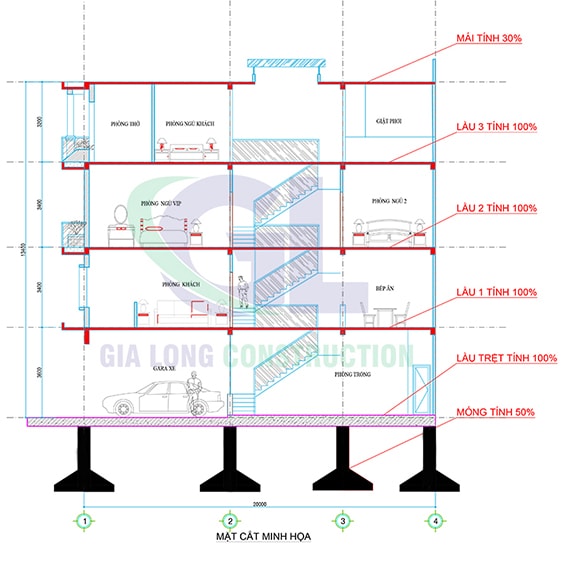 MÁI TÍNH 30%
PHÒNG THỜ
PHÒNG NGỦ KHÁCH
GIẶT PHƠI
LẦU 3 TÍNH 100%
3200
PHÒNG NGỦ VIP
PHÒNG NGỦ 2
LẦU 2 TÍNH 100%
3400
GL
PHÒNG KHÁCH
BẾP ĂN
LẦU 1 TÍNH 100%
3400
GIA LONG CONSTRUCTION
LẦU TRỆT TÍNH 100%
GARA XE
PHÒNG TRỐNG
3600
MÓNG TÍNH 50%
20000
1 2 3 4
MẶT CẮT MINH HỌA